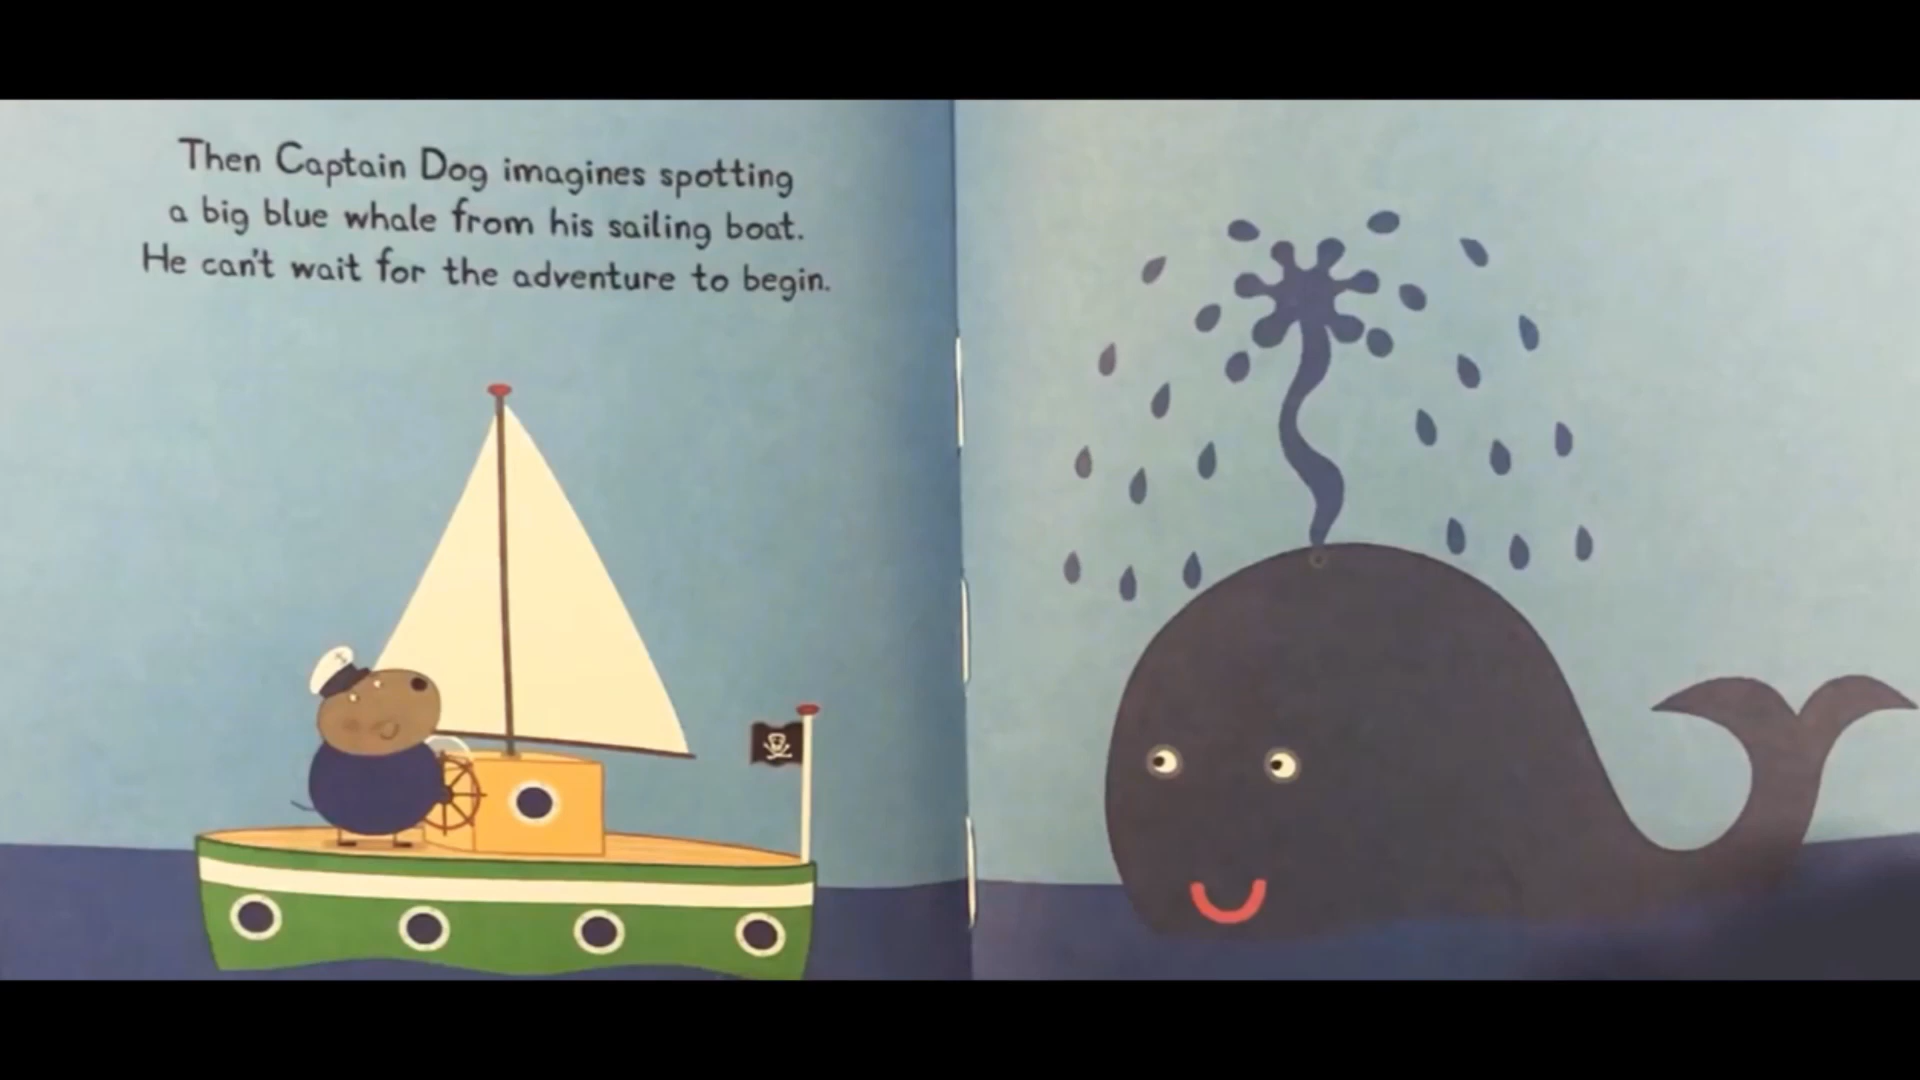 Then Captain Dog imagines spotting
a big blue whale from his sailing boat.
He can't wait for the adventure to begin.